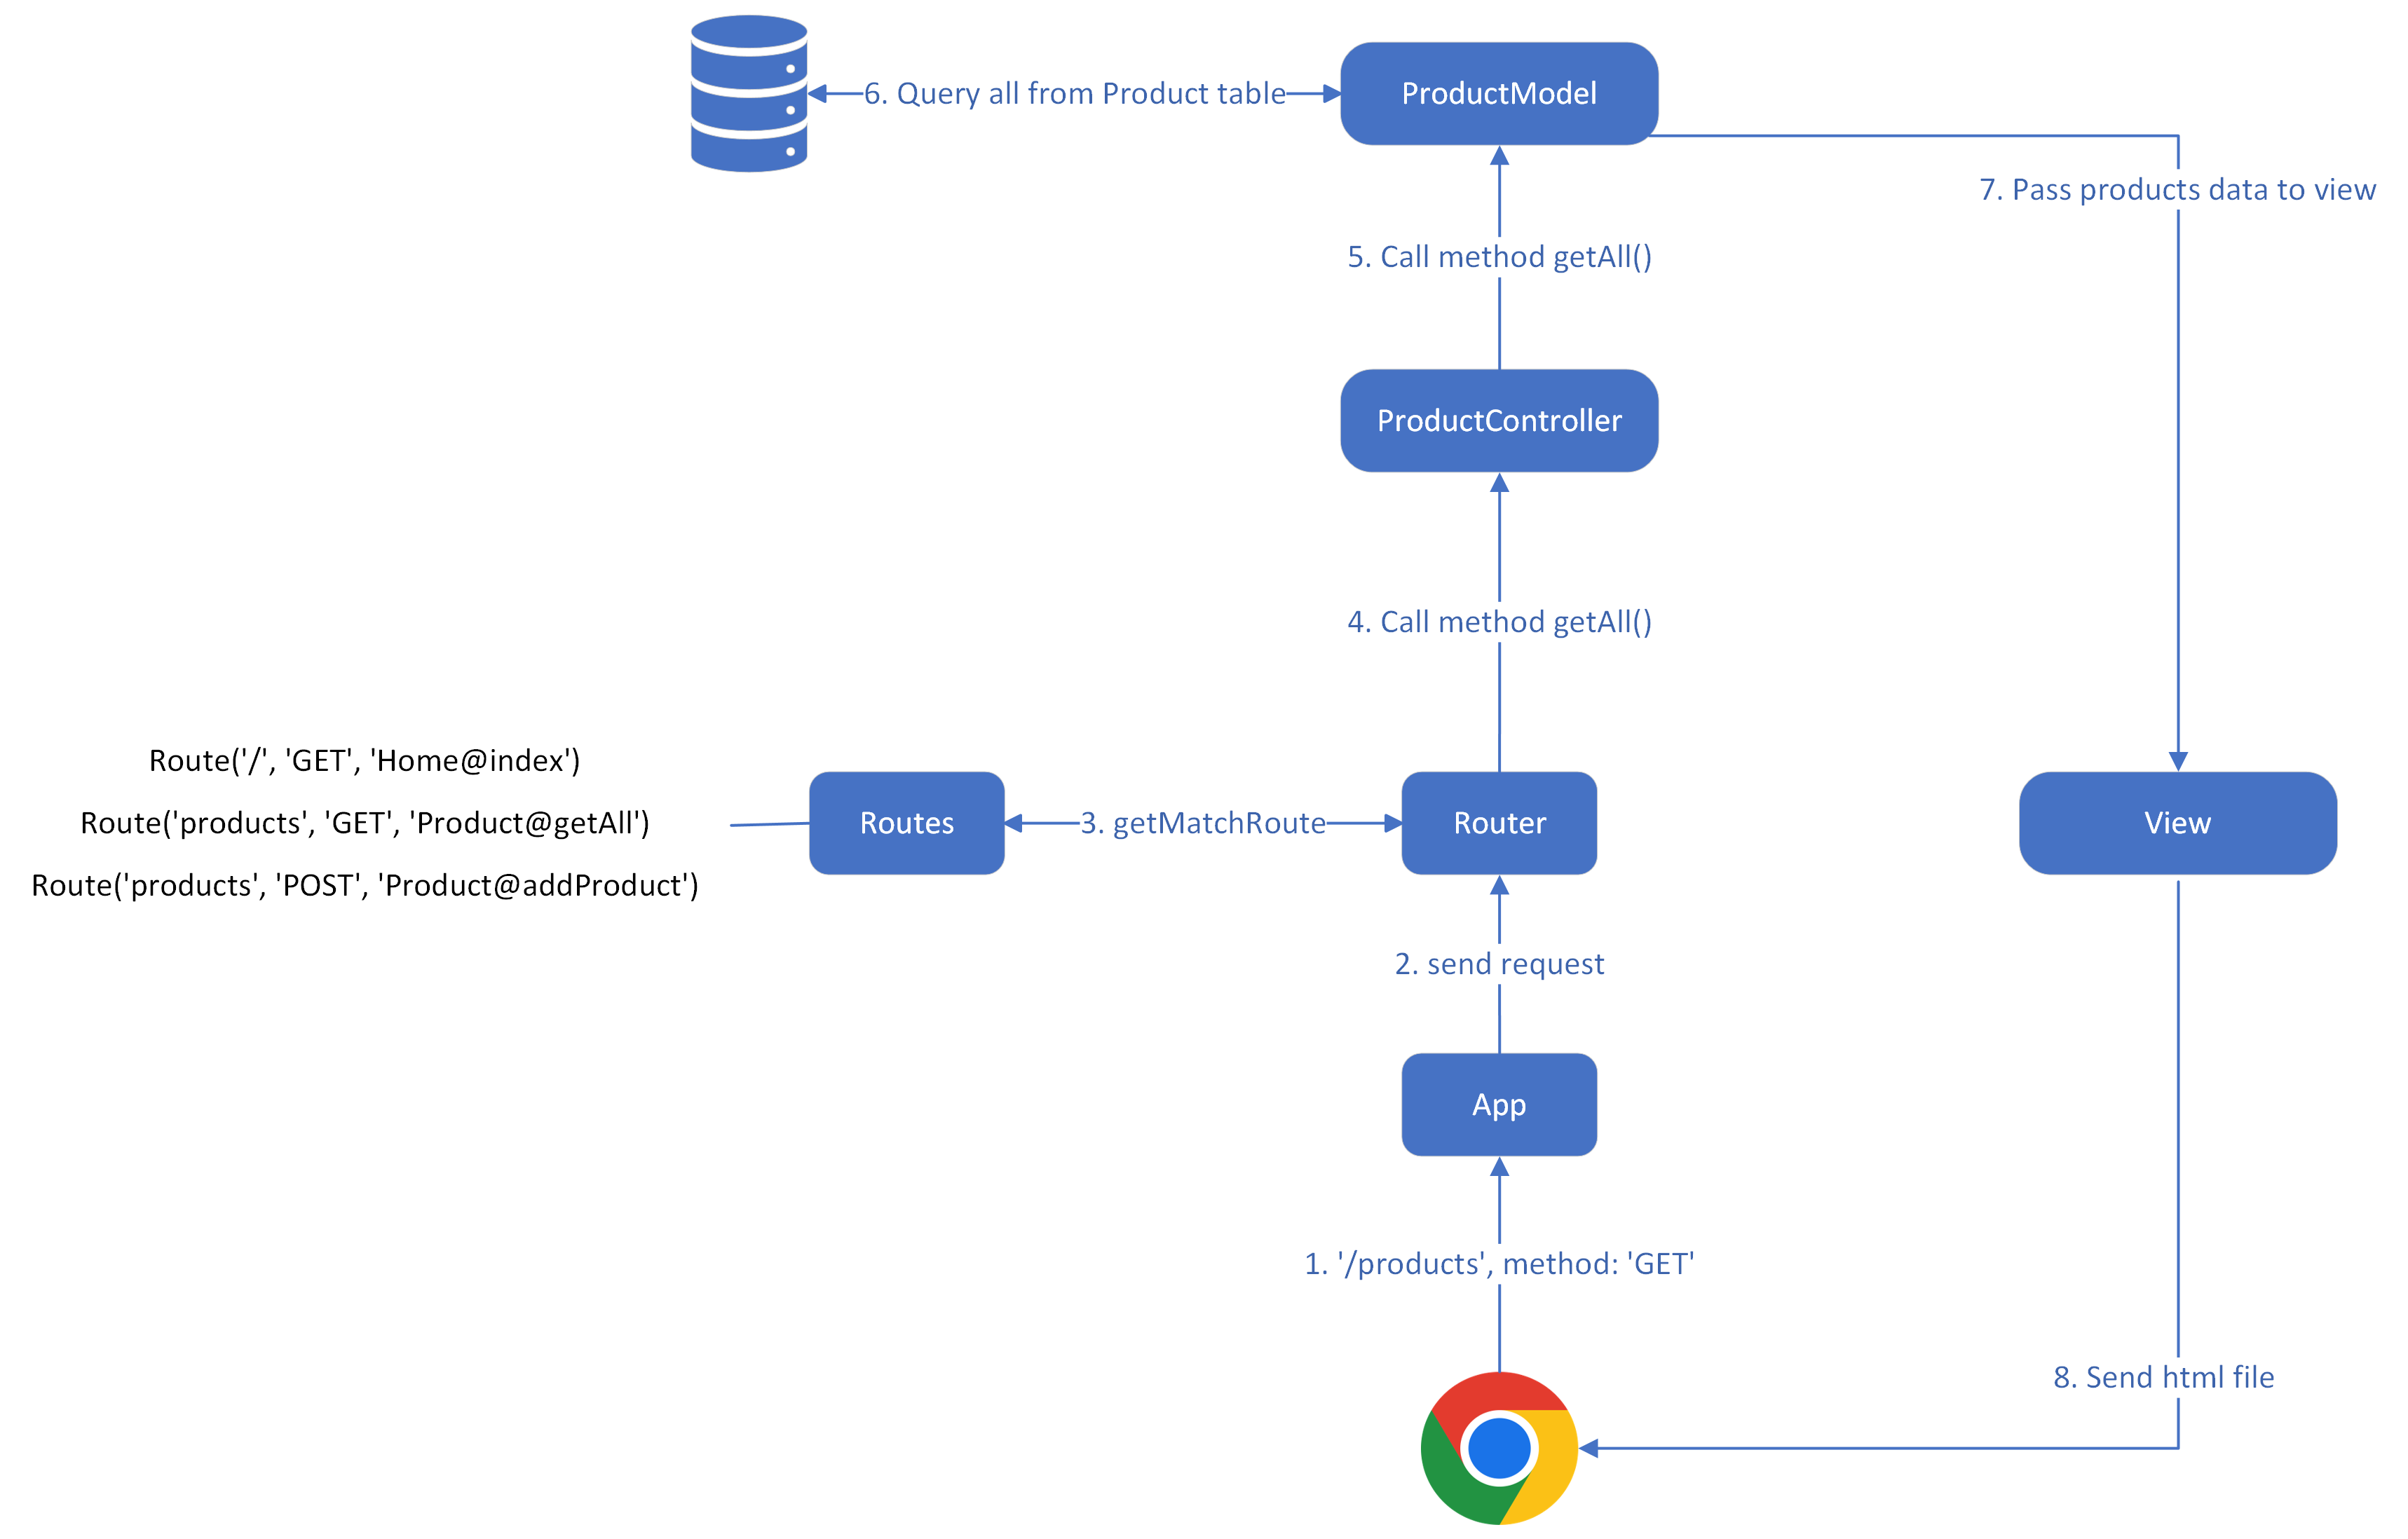 6. Query all from Product table
ProductModel
7. Pass products data to view
5. Call method getAll()
ProductController
4. Call method getAll()
Route('/', 'GET', 'Home@index')
Route('products', 'GET', 'Product@getAll')
Route('products', 'POST', 'Product@addProduct')
Routes
3. getMatchRoute
Router
View
2. send request
App
1. '/products', method: 'GET'
8. Send html file